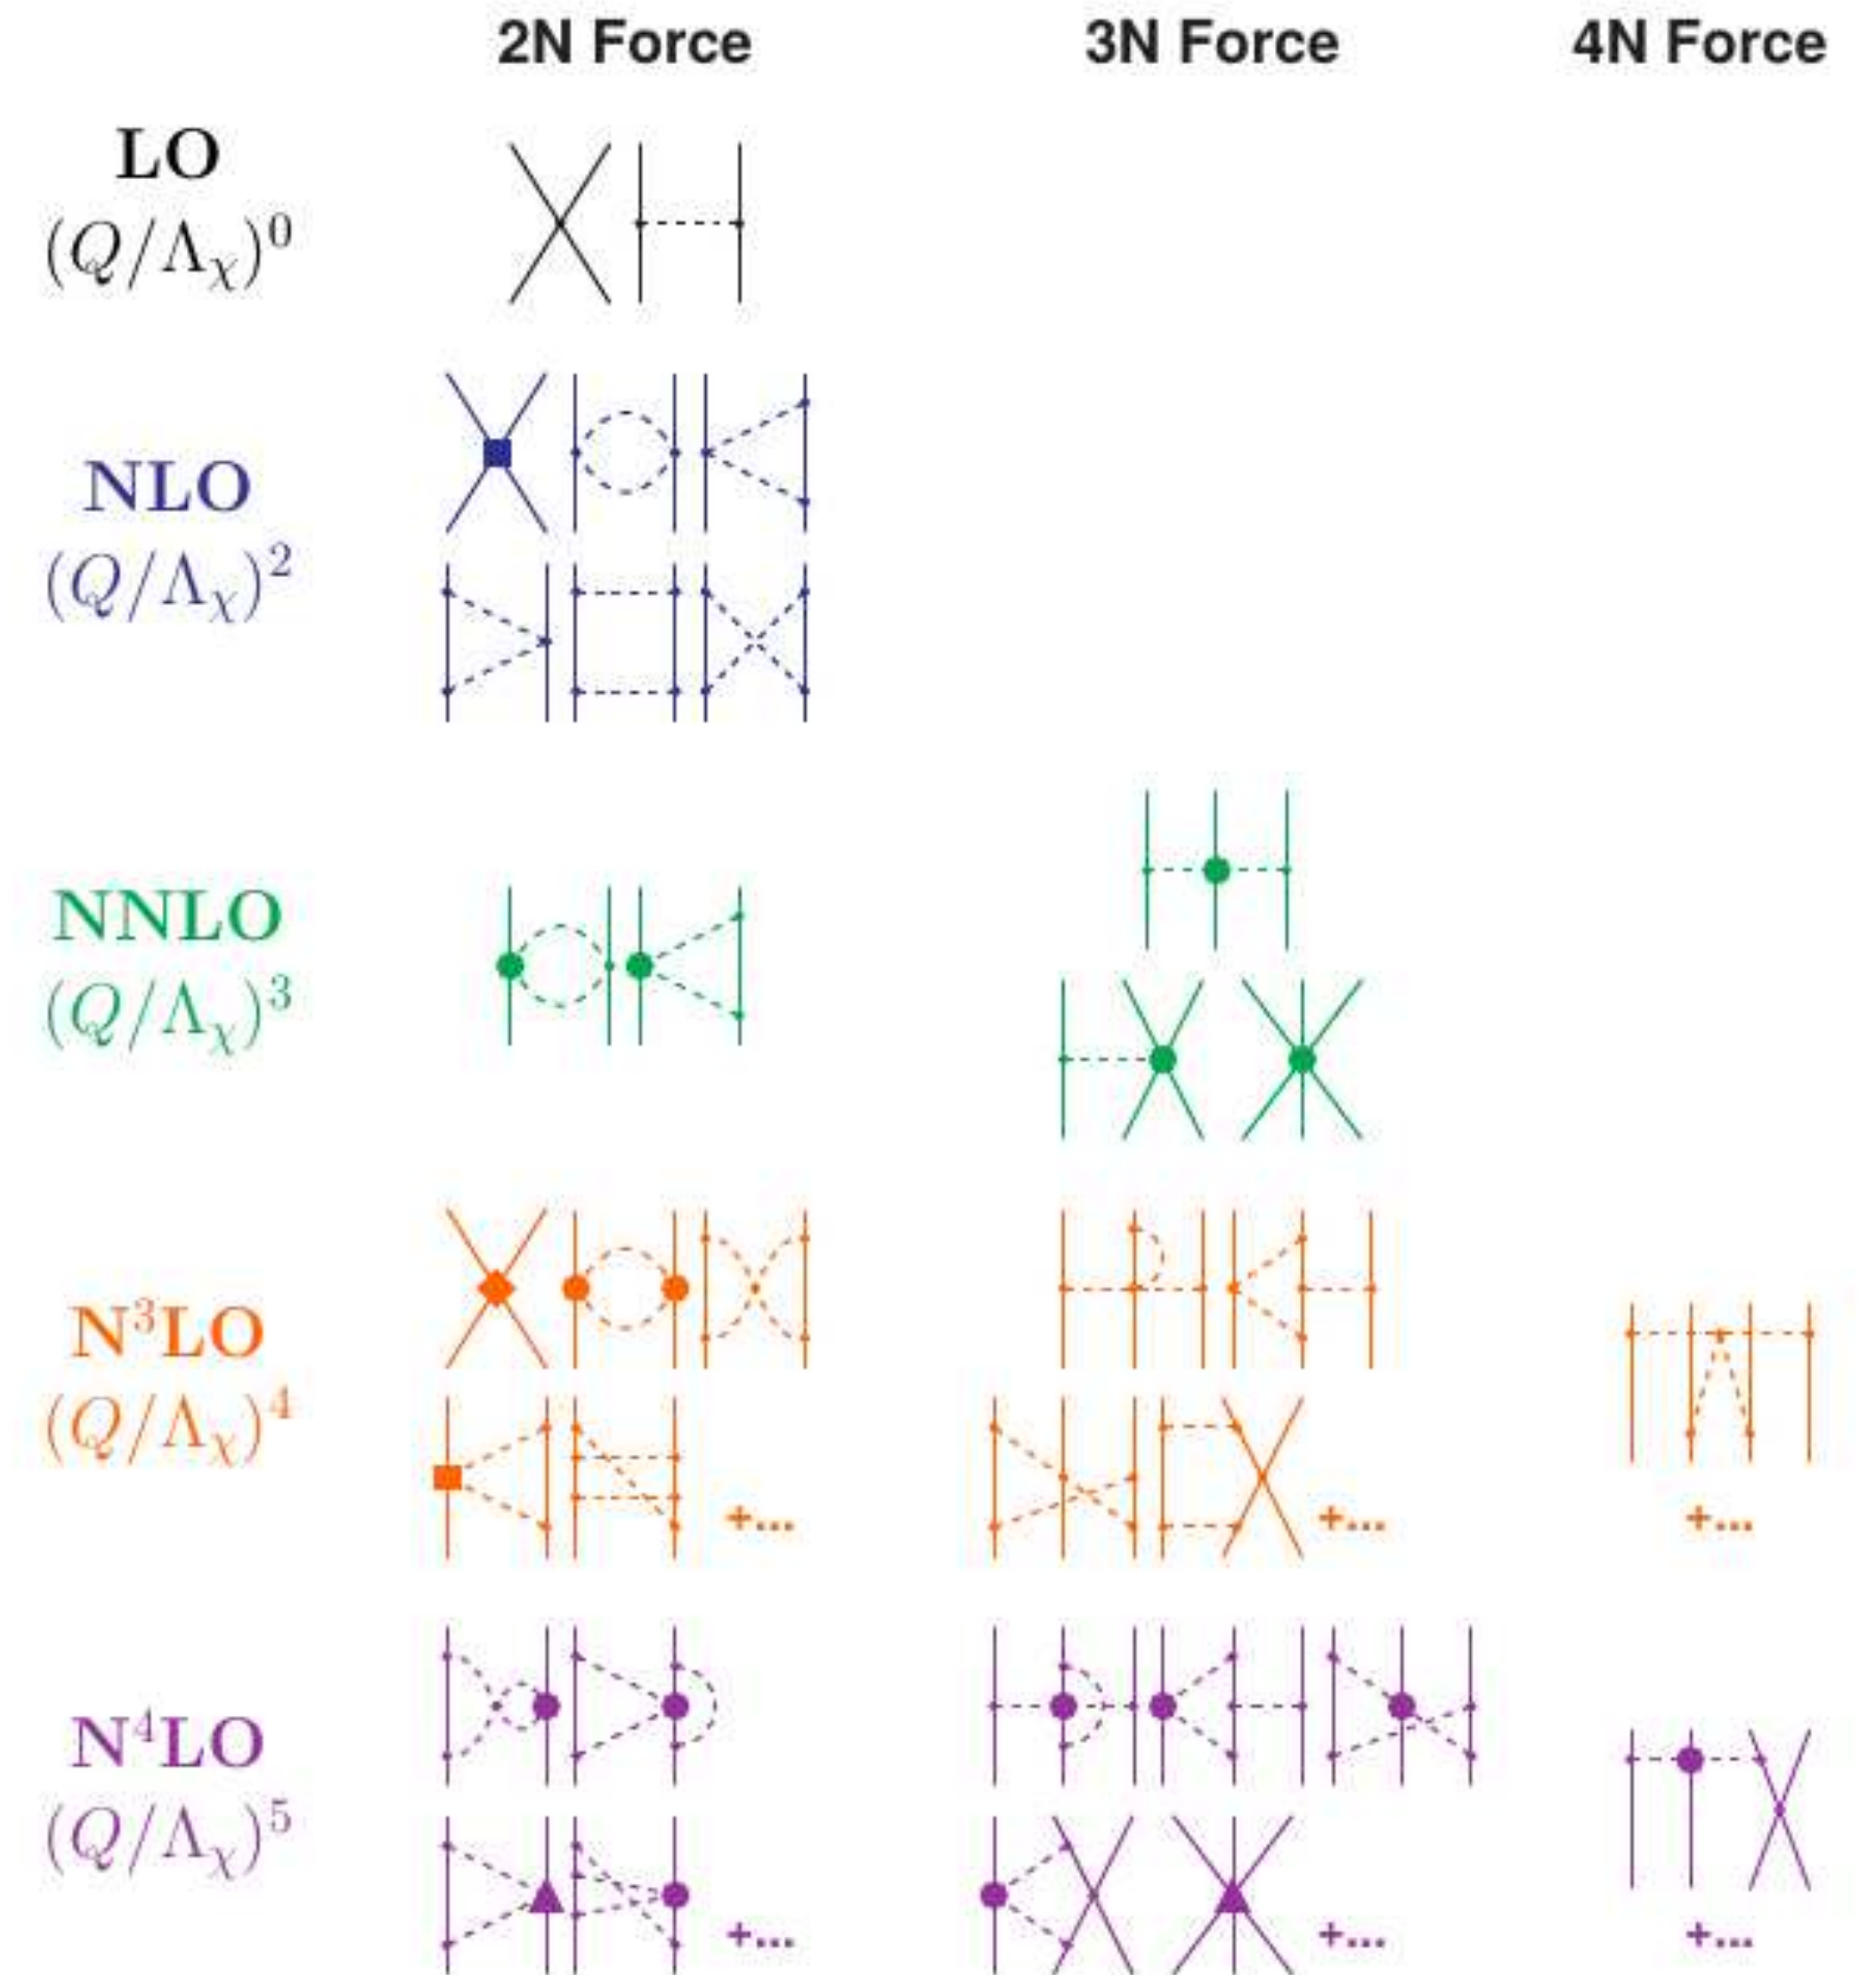 2N Force 3N Force 4N Force
LO
(Q/Λχ)⁰
NLO
(Q/Λχ)²
NNLO
(Q/Λχ)³
N³LO
(Q/Λχ)⁴
+... +... +...
N⁴LO
(Q/Λχ)⁵
+... +... +...